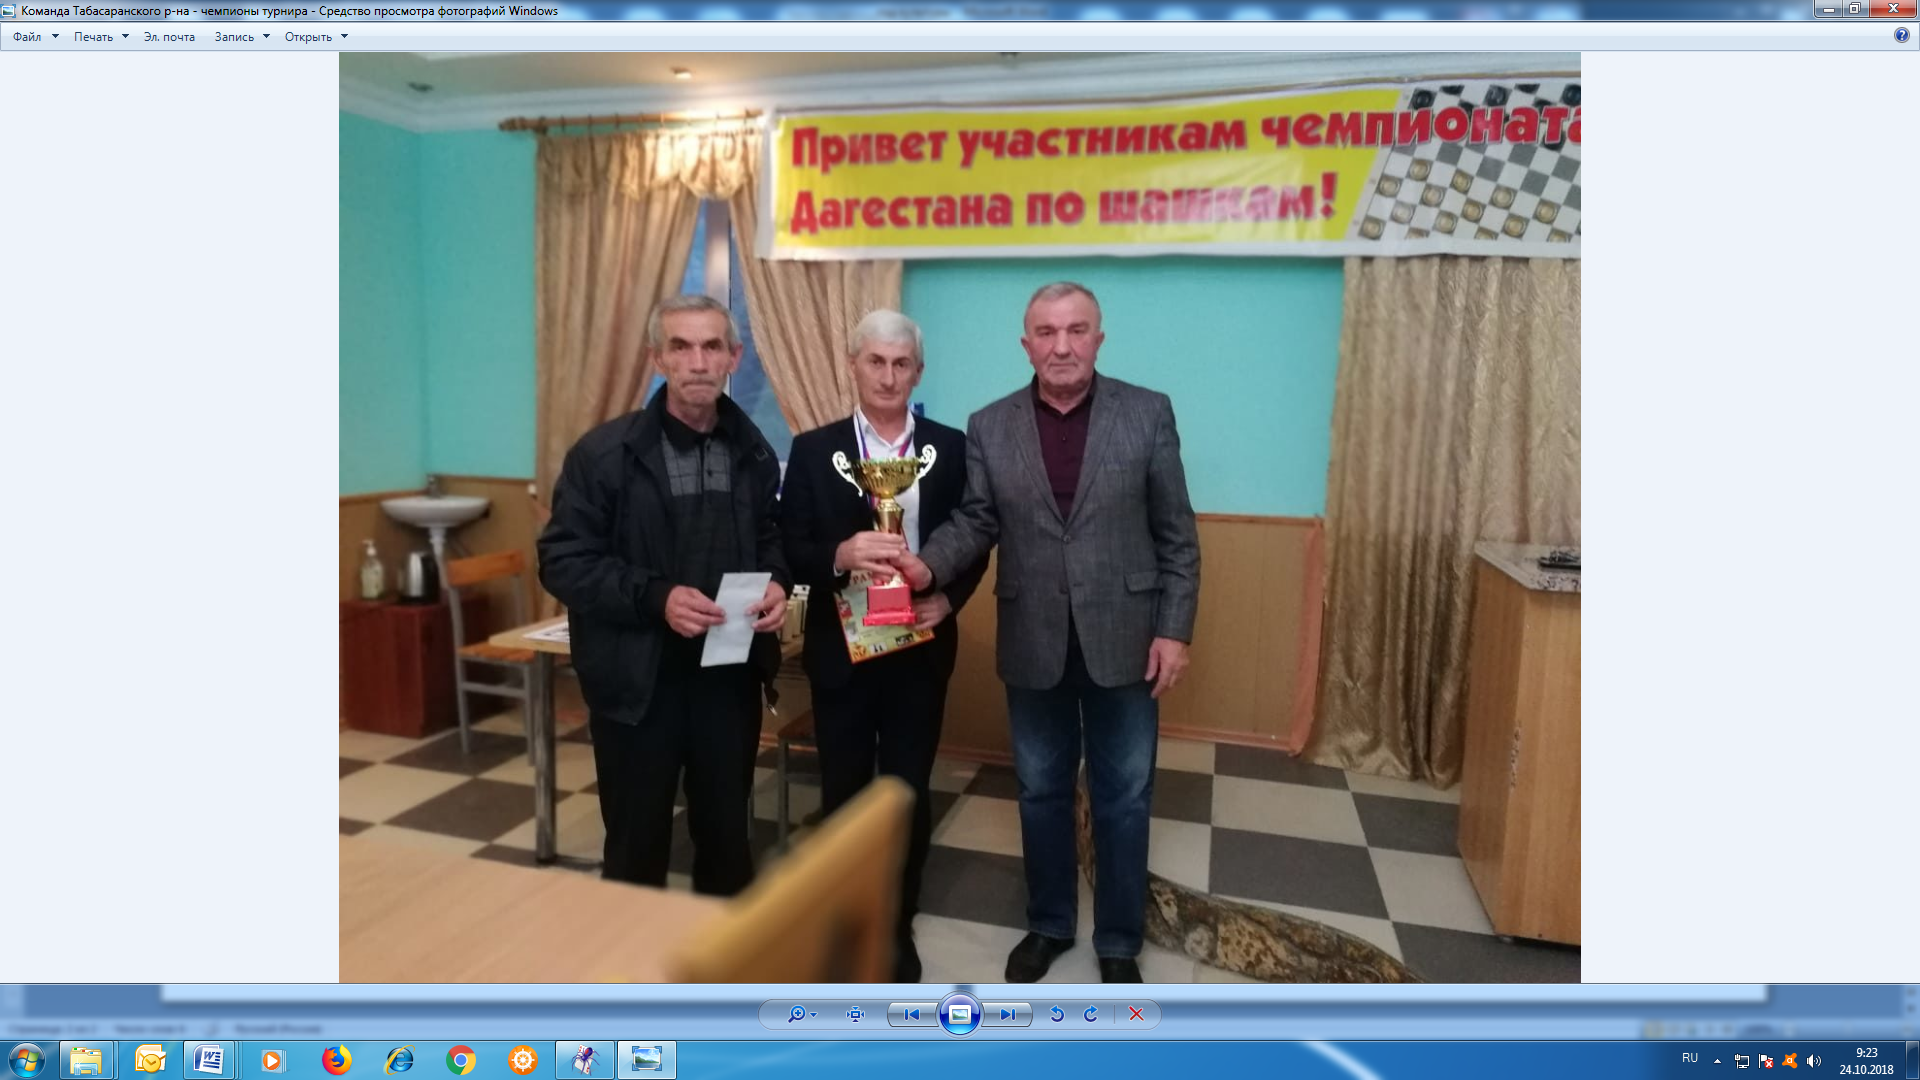 Команда Табасаранского р-на - чемпионы турнира - Средство просмотра фотографий Windows
Файл Печать Эл. почта Запись Открыть
Привет участникам чемпионата
Дагестана по шашкам!
RU
9:23
24.10.2018